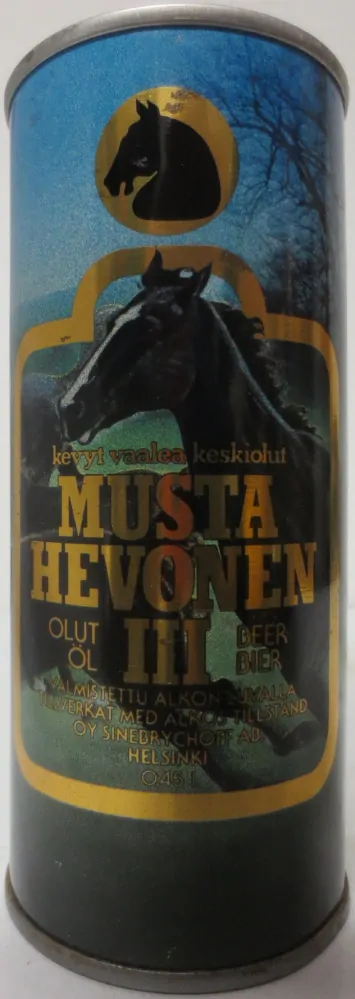 kevyt vaalea keskiolut
MUSTA
HEVONEN
III
OLUT BEER
ÖL BIER
VALMISTETTU ALKON LUVALLA
TILLVERKAT MED ALKOS TILLSTÅND
OY SINEBRYCHOFF AB
HELSINKI
0.45 l